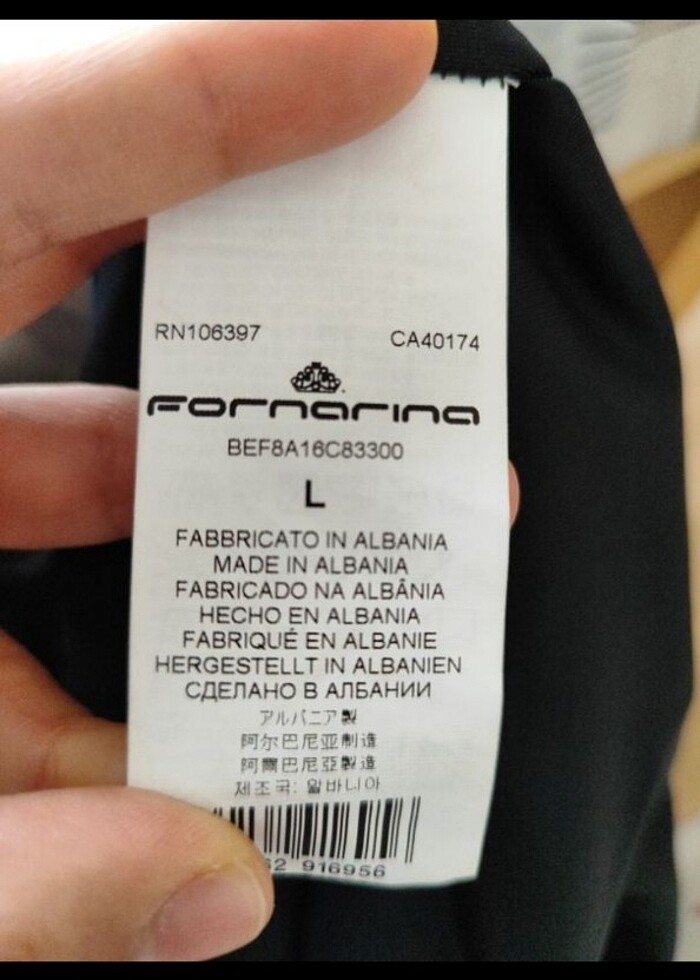 RN106397 CA40174
Fornarina
BEF8A16C83300
L
FABBRICATO IN ALBANIA
MADE IN ALBANIA
FABRICADO NA ALBÂNIA
HECHO EN ALBANIA
FABRIQUÉ EN ALBANIE
HERGESTELLT IN ALBANIEN
СДЕЛАНО В АЛБАНИИ
アルバニア製
阿尔巴尼亚制造
阿爾巴尼亞製造
제조국: 알바니아
916956